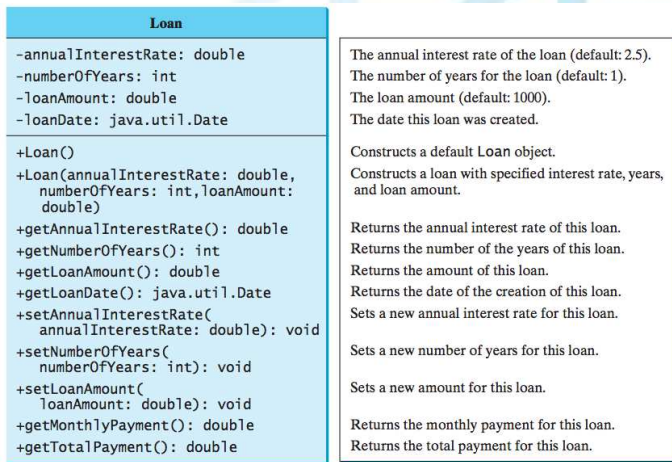 Loan
-annualInterestRate: double
-numberOfYears: int
-loanAmount: double
-loanDate: java.util.Date
+Loan()
+Loan(annualInterestRate: double,
numberOfYears: int,loanAmount:
double)
+getAnnualInterestRate(): double
+getNumberOfYears(): int
+getLoanAmount(): double
+getLoanDate(): java.util.Date
+setAnnualInterestRate(
annualInterestRate: double): void
+setNumberOfYears(
numberOfYears: int): void
+setLoanAmount(
loanAmount: double): void
+getMonthlyPayment(): double
+getTotalPayment(): double
The annual interest rate of the loan (default: 2.5).
The number of years for the loan (default: 1).
The loan amount (default: 1000).
The date this loan was created.
Constructs a default Loan object.
Constructs a loan with specified interest rate, years,
and loan amount.
Returns the annual interest rate of this loan.
Returns the number of the years of this loan.
Returns the amount of this loan.
Returns the date of the creation of this loan.
Sets a new annual interest rate for this loan.
Sets a new number of years for this loan.
Sets a new amount for this loan.
Returns the monthly payment for this loan.
Returns the total payment for this loan.